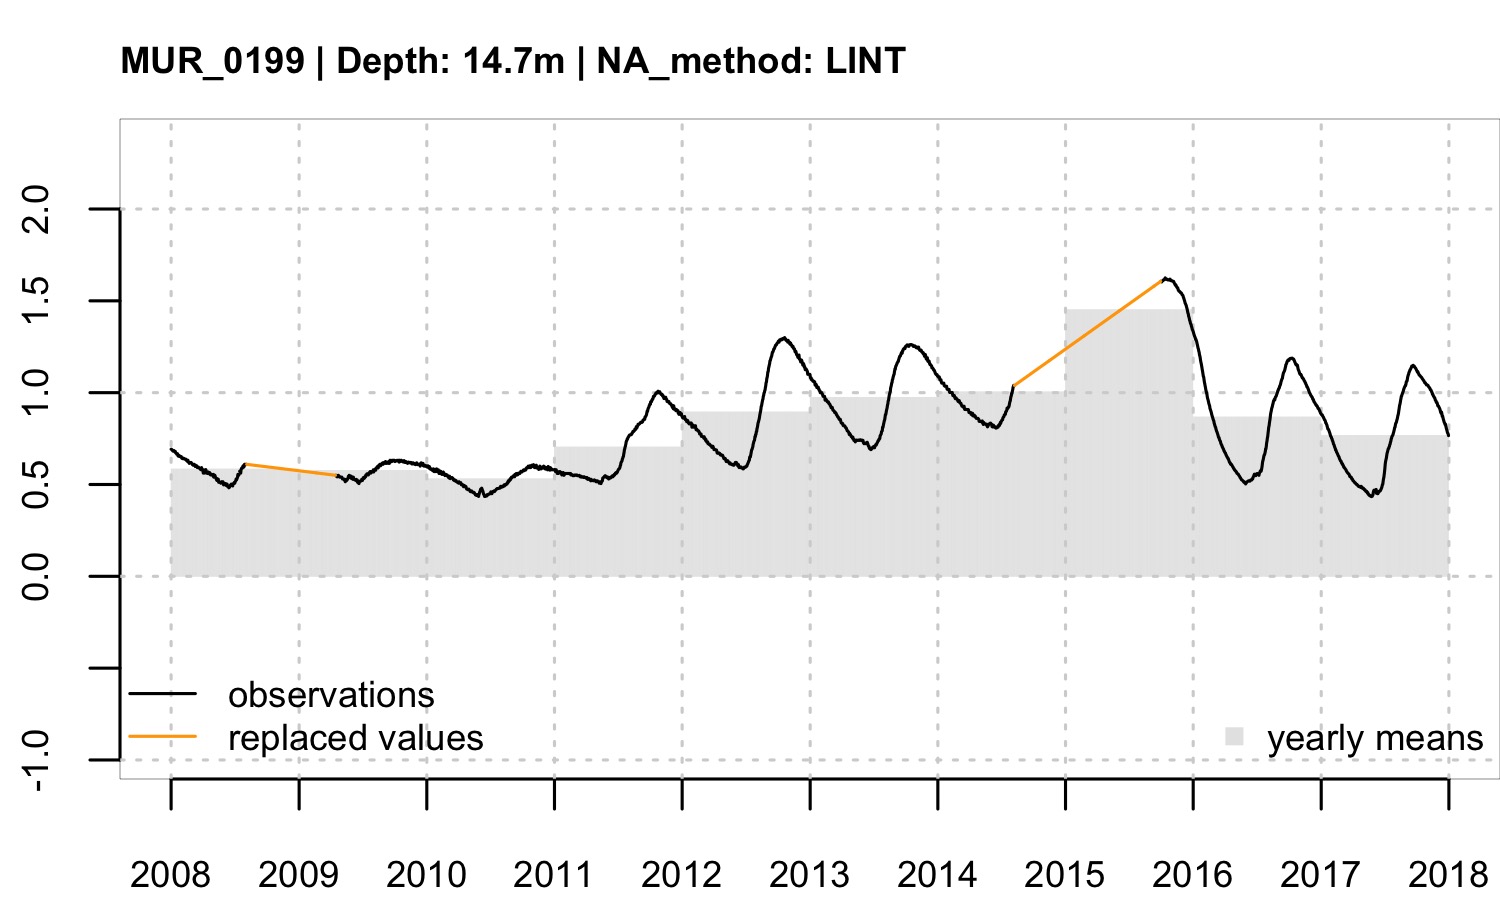 MUR_0199 | Depth: 14.7m | NA_method: LINT
2.0
1.5
1.0
0.5
0.0
-1.0
observations
replaced values
yearly means
2008 2009 2010 2011 2012 2013 2014 2015 2016 2017 2018